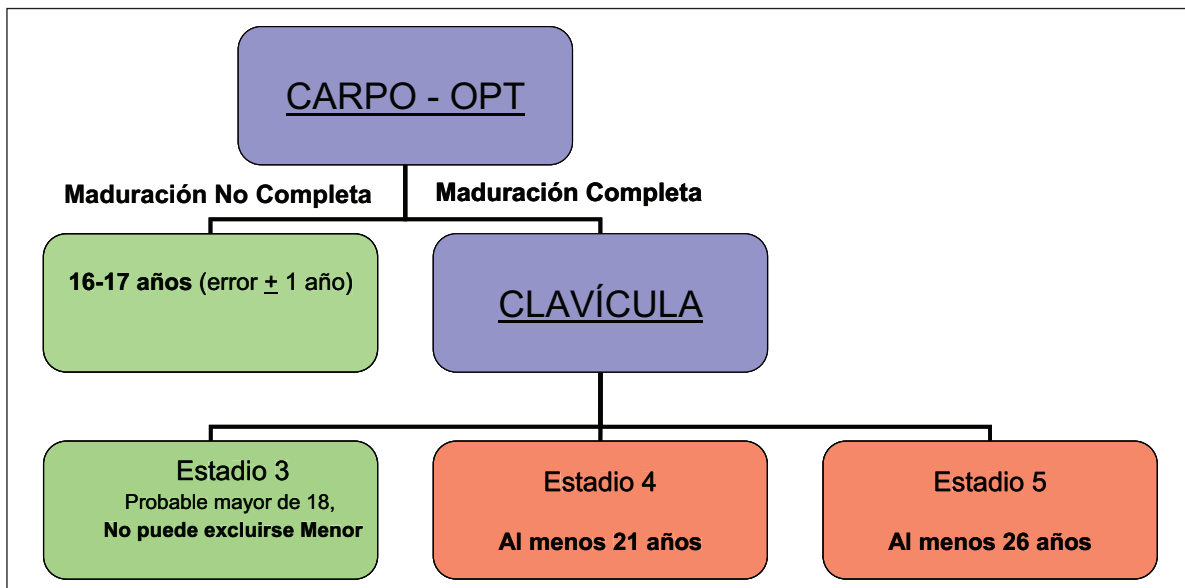 CARPO - OPT
Maduración No Completa
Maduración Completa
16-17 años (error ± 1 año)
CLAVÍCULA
Estadio 3
Probable mayor de 18,
No puede excluirse Menor
Estadio 4
Al menos 21 años
Estadio 5
Al menos 26 años